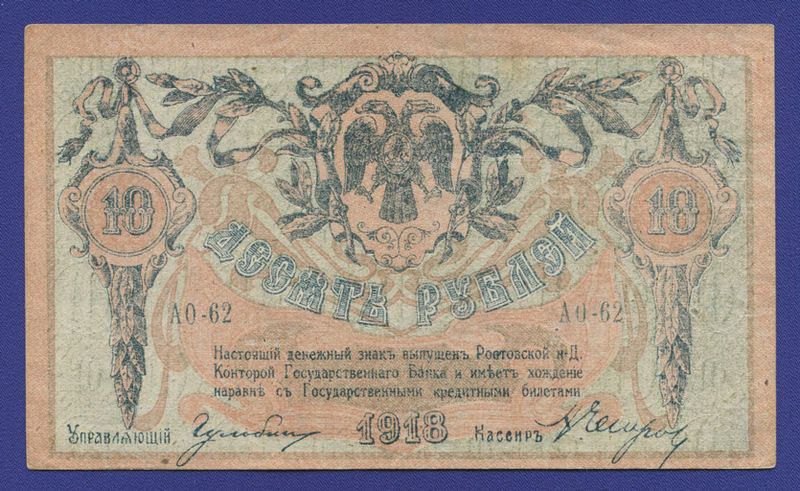 10 10
ДЕСЯТЬ РУБЛЕЙ
АО-62 АО-62
Настоящій денежный знакъ выпущенъ Ростовской н-Д.
Конторой Государственнаго Банка и имѣетъ хожденіе
наравнѣ съ Государственными кредитными билетами
Управляющій 1918 Кассиръ